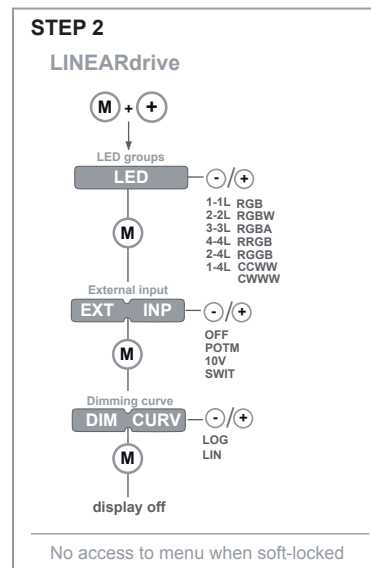 STEP 2
LINEARdrive
M + +
LED groups
LED - / +
1-1L RGB
2-2L RGBW
3-3L RGBA
4-4L RRGB
2-4L RGGB
1-4L CCWW
CWWW
M
External input
EXT INP - / +
OFF
POTM
10V
SWIT
M
Dimming curve
DIM CURV - / +
LOG
LIN
M
display off
No access to menu when soft-locked